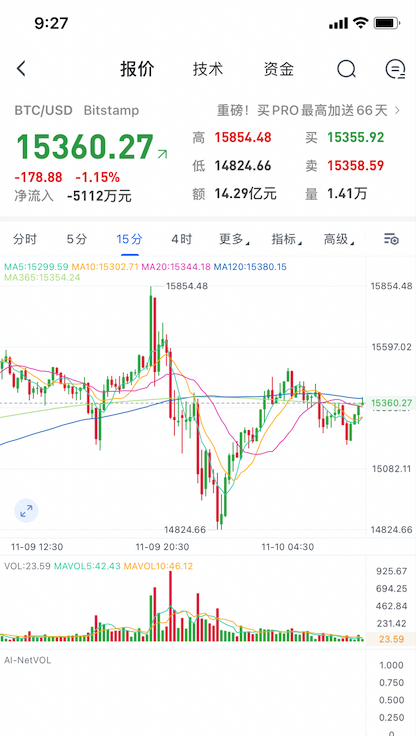 9:27
报价 技术 资金
BTC/USD Bitstamp 重磅！买PRO最高加送66天
15360.27
-178.88 -1.15%
净流入 -5112万元
高 15854.48 买 15355.92
低 14824.66 卖 15358.59
额 14.29亿元 量 1.41万
分时 5分 15分 4时 更多 指标 高级
MA5:15299.59 MA10:15302.71 MA20:15344.18 MA120:15380.15
MA365:15354.24
15854.48 15854.48
15597.02
15360.27
15082.11
14824.66 14824.66
11-09 12:30 11-09 20:30 11-10 04:30
VOL:23.59 MAVOL5:42.43 MAVOL10:46.12
925.67
694.25
462.84
231.42
23.59
AI-NetVOL
1.000
0.750
0.500
0.250
0